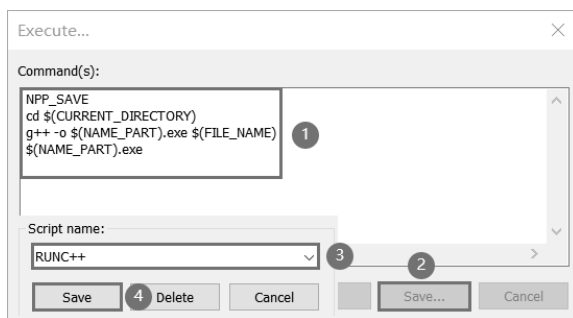 Execute...
Command(s):
NPP_SAVE
cd $(CURRENT_DIRECTORY)
g++ -o $(NAME_PART).exe $(FILE_NAME)
$(NAME_PART).exe
1
Script name:
RUNC++
3
2
Save
4
Delete
Cancel
Save...
Cancel